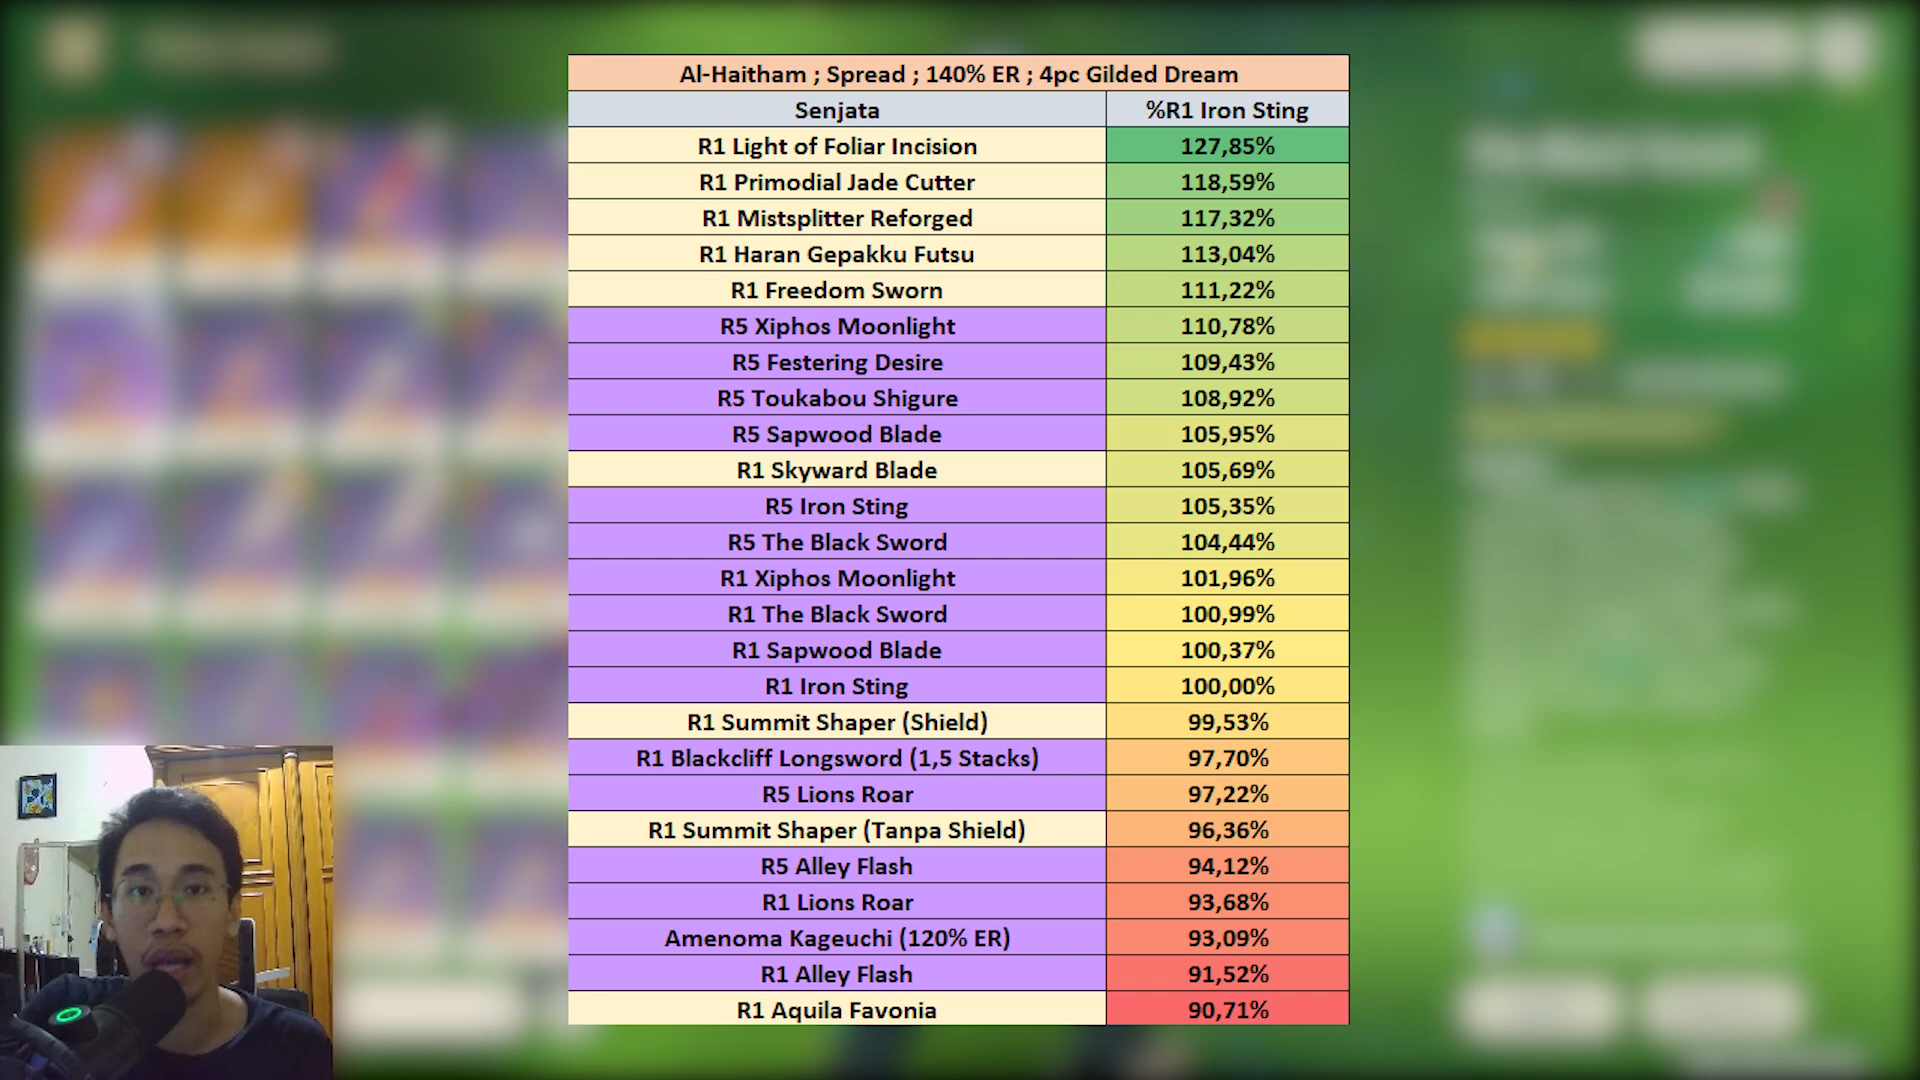 Al-Haitham ; Spread ; 140% ER ; 4pc Gilded Dream
Senjata %R1 Iron Sting
R1 Light of Foliar Incision 127,85%
R1 Primodial Jade Cutter 118,59%
R1 Mistsplitter Reforged 117,32%
R1 Haran Gepakku Futsu 113,04%
R1 Freedom Sworn 111,22%
R5 Xiphos Moonlight 110,78%
R5 Festering Desire 109,43%
R5 Toukabou Shigure 108,92%
R5 Sapwood Blade 105,95%
R1 Skyward Blade 105,69%
R5 Iron Sting 105,35%
R5 The Black Sword 104,44%
R1 Xiphos Moonlight 101,96%
R1 The Black Sword 100,99%
R1 Sapwood Blade 100,37%
R1 Iron Sting 100,00%
R1 Summit Shaper (Shield) 99,53%
R1 Blackcliff Longsword (1,5 Stacks) 97,70%
R5 Lions Roar 97,22%
R1 Summit Shaper (Tanpa Shield) 96,36%
R5 Alley Flash 94,12%
R1 Lions Roar 93,68%
Amenoma Kageuchi (120% ER) 93,09%
R1 Alley Flash 91,52%
R1 Aquila Favonia 90,71%